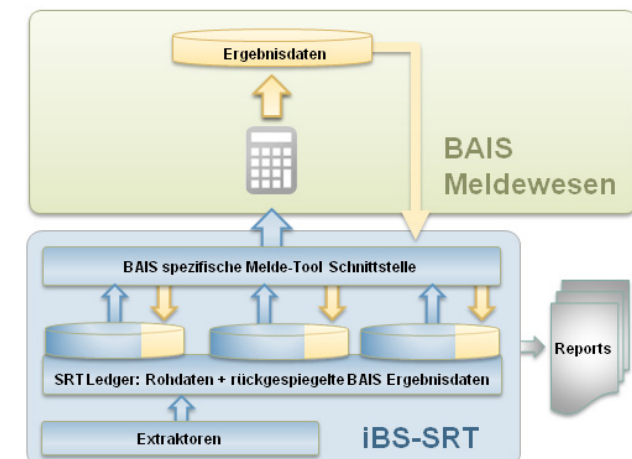 Ergebnisdaten
BAIS
Meldewesen
BAIS spezifische Melde-Tool Schnittstelle
SRT Ledger: Rohdaten + rückgespiegelte BAIS Ergebnisdaten
Reports
Extraktoren
iBS-SRT